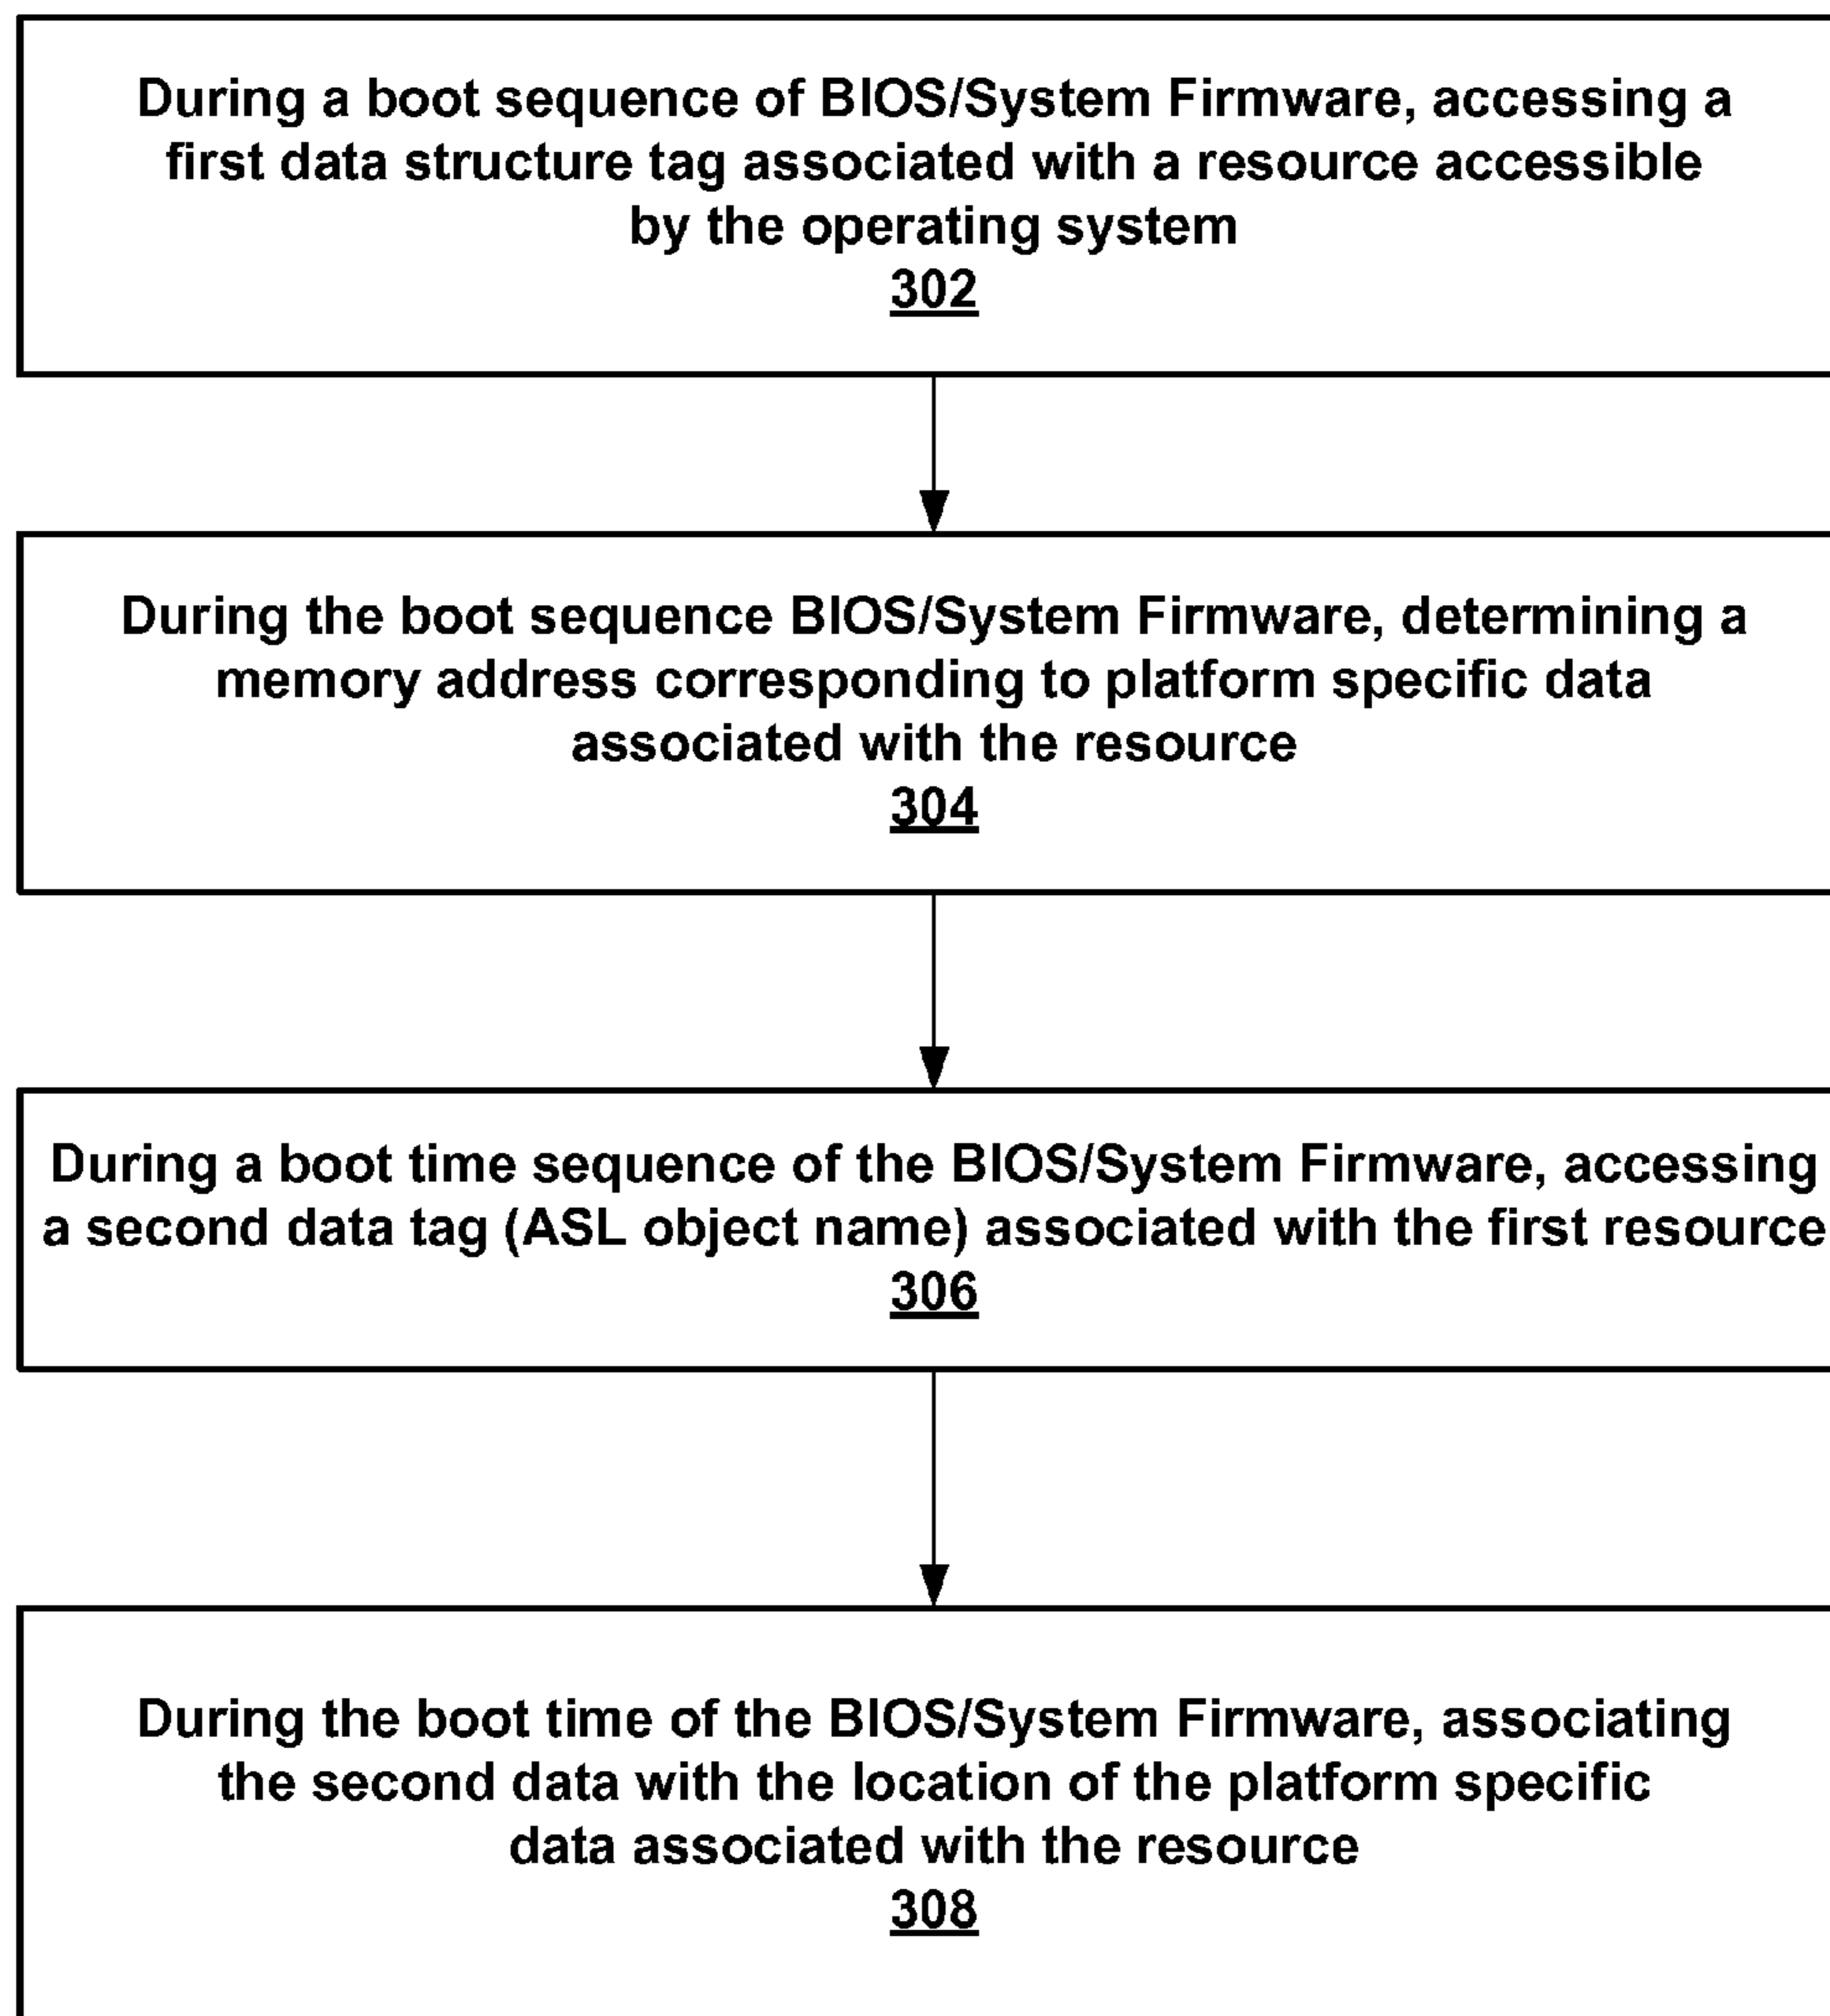 During a boot sequence of BIOS/System Firmware, accessing a
first data structure tag associated with a resource accessible
by the operating system
302
During the boot sequence BIOS/System Firmware, determining a
memory address corresponding to platform specific data
associated with the resource
304
During a boot time sequence of the BIOS/System Firmware, accessing
a second data tag (ASL object name) associated with the first resource
306
During the boot time of the BIOS/System Firmware, associating
the second data with the location of the platform specific
data associated with the resource
308